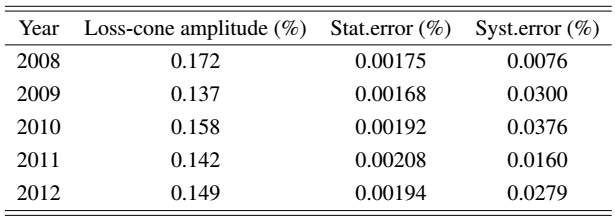 Year Loss-cone amplitude (%) Stat.error (%) Syst.error (%)
2008 0.172 0.00175 0.0076
2009 0.137 0.00168 0.0300
2010 0.158 0.00192 0.0376
2011 0.142 0.00208 0.0160
2012 0.149 0.00194 0.0279